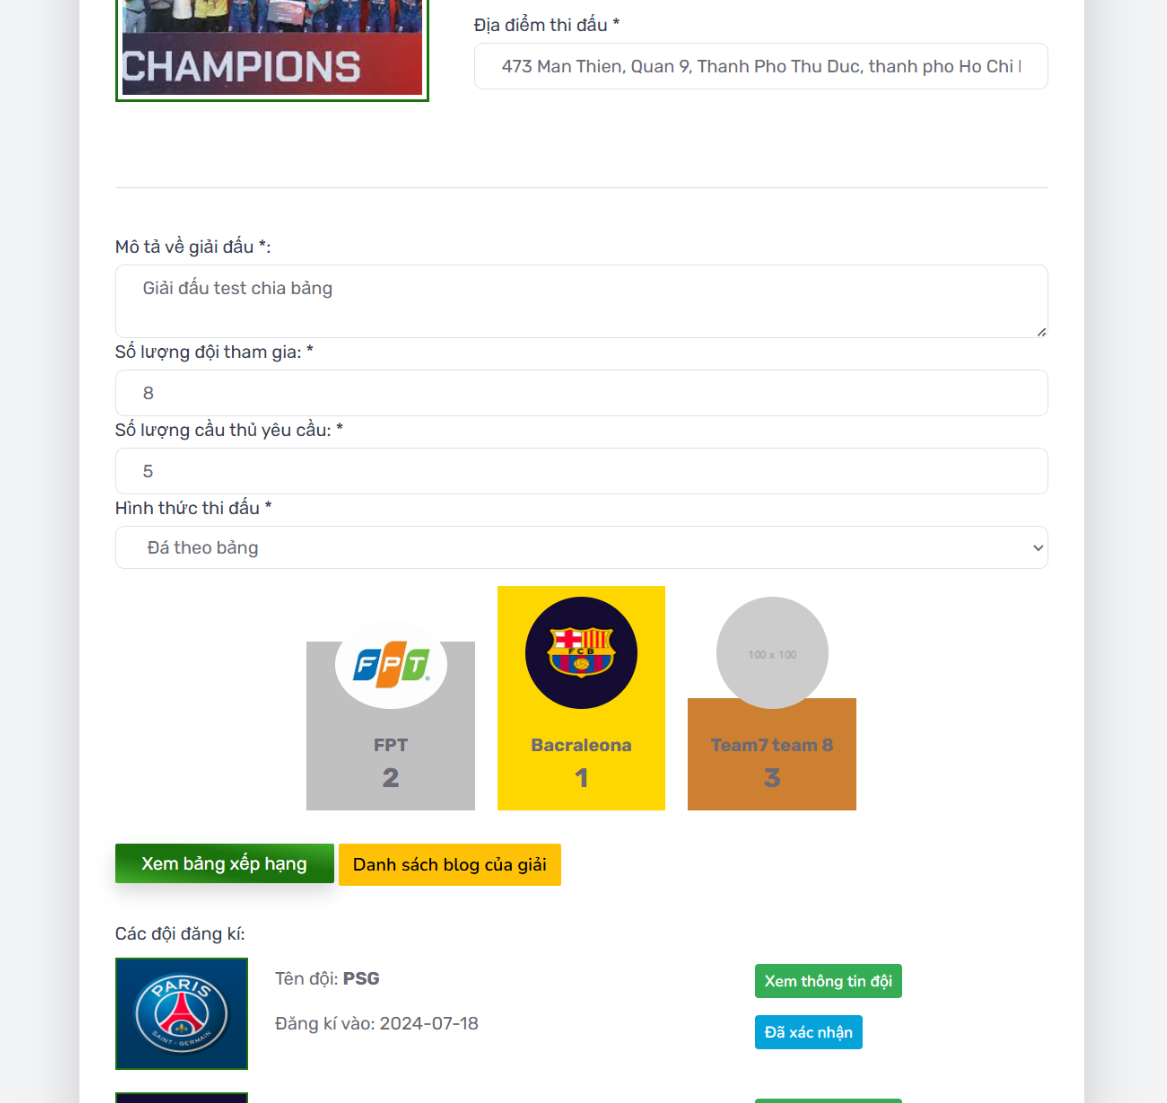 Địa điểm thi đấu *
CHAMPIONS
473 Man Thien, Quan 9, Thanh Pho Thu Duc, thanh pho Ho Chi
Mô tả về giải đấu *:
Giải đấu test chia bảng
Số lượng đội tham gia: *
8
Số lượng cầu thủ yêu cầu: *
5
Hình thức thi đấu *
Đá theo bảng
FPT
FCB
100 x 100
FPT
Bacraleona
Team7 team 8
2
1
3
Xem bảng xếp hạng
Danh sách blog của giải
Các đội đăng kí:
PARIS
SAINT-GERMAIN
Tên đội: PSG
Xem thông tin đội
Đăng kí vào: 2024-07-18
Đã xác nhận